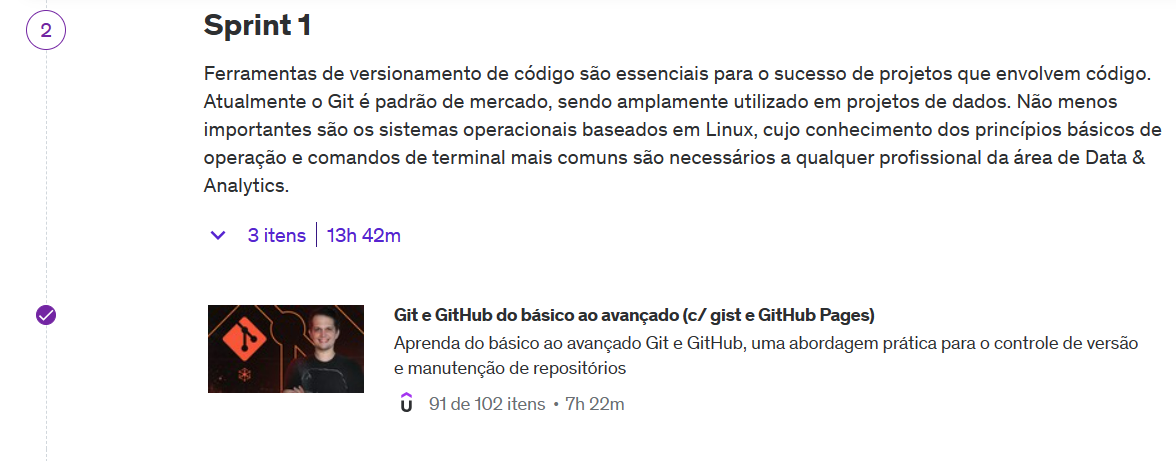 2
Sprint 1
Ferramentas de versionamento de código são essenciais para o sucesso de projetos que envolvem código.
Atualmente o Git é padrão de mercado, sendo amplamente utilizado em projetos de dados. Não menos
importantes são os sistemas operacionais baseados em Linux, cujo conhecimento dos princípios básicos de
operação e comandos de terminal mais comuns são necessários a qualquer profissional da área de Data &
Analytics.
3 itens | 13h 42m
Git e GitHub do básico ao avançado (c/ gist e GitHub Pages)
Aprenda do básico ao avançado Git e GitHub, uma abordagem prática para o controle de versão
e manutenção de repositórios
91 de 102 itens • 7h 22m